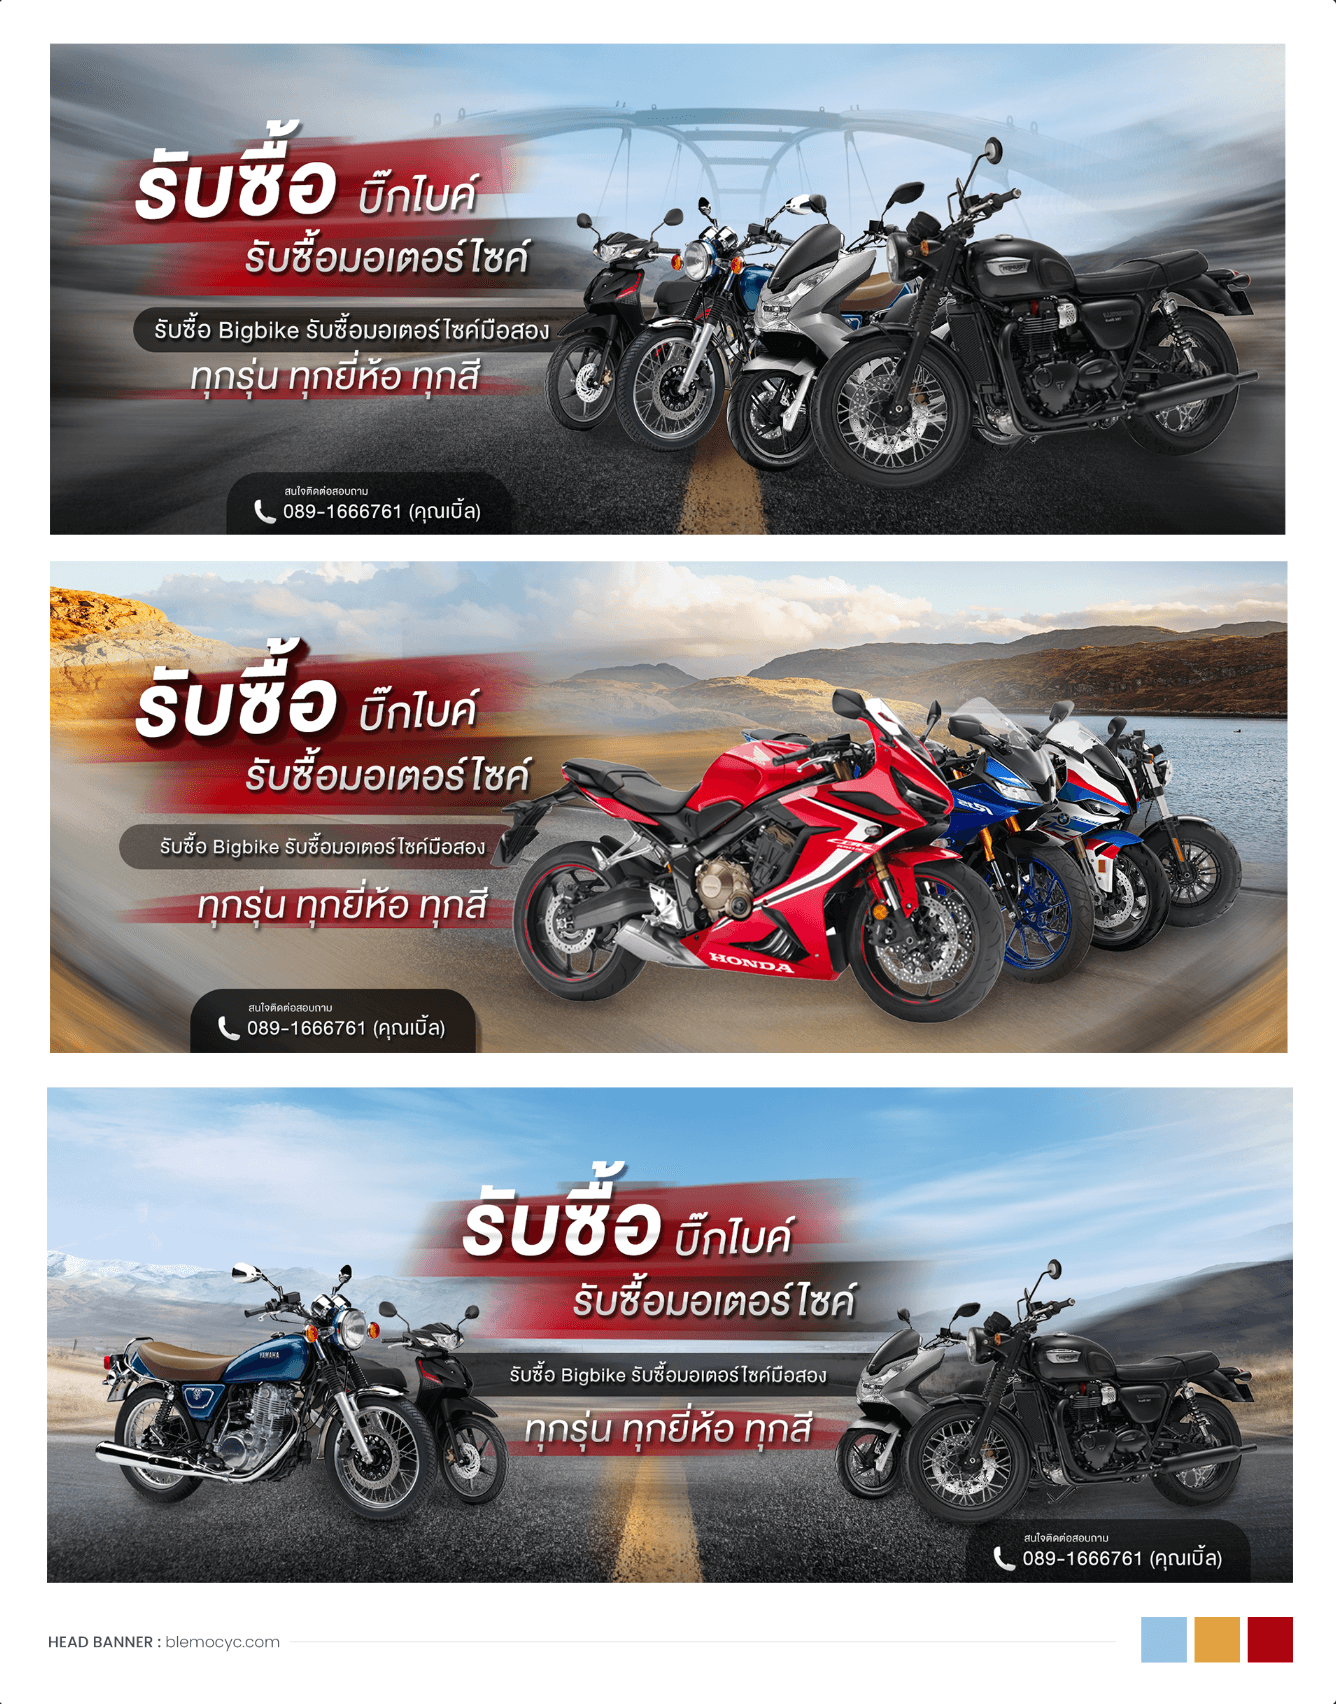 รับซื้อ บิ๊กไบค์
รับซื้อมอเตอร์ไซค์
รับซื้อ Bigbike รับซื้อมอเตอร์ไซค์มือสอง
ทุกรุ่น ทุกยี่ห้อ ทุกสี
สนใจติดต่อสอบถาม
089-1666761 (คุณเบิ้ล)
TRIUMPH
รับซื้อ บิ๊กไบค์
รับซื้อมอเตอร์ไซค์
รับซื้อ Bigbike รับซื้อมอเตอร์ไซค์มือสอง
ทุกรุ่น ทุกยี่ห้อ ทุกสี
สนใจติดต่อสอบถาม
089-1666761 (คุณเบิ้ล)
CBR
HONDA
รับซื้อ บิ๊กไบค์
รับซื้อมอเตอร์ไซค์
รับซื้อ Bigbike รับซื้อมอเตอร์ไซค์มือสอง
ทุกรุ่น ทุกยี่ห้อ ทุกสี
YAMAHA
TRIUMPH
สนใจติดต่อสอบถาม
089-1666761 (คุณเบิ้ล)
HEAD BANNER : blemocyc.com